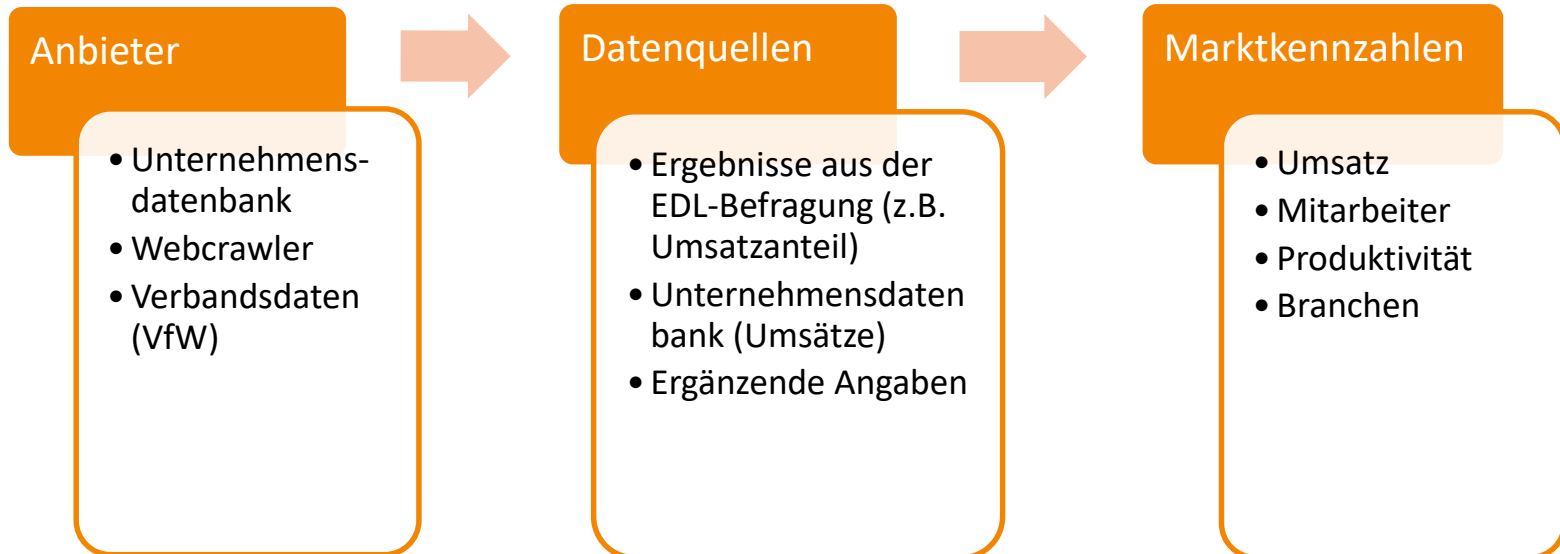 Anbieter
• Unternehmens-
datenbank
• Webcrawler
• Verbandsdaten
(VfW)
Datenquellen
• Ergebnisse aus der
EDL-Befragung (z.B.
Umsatzanteil)
• Unternehmensdaten
bank (Umsätze)
• Ergänzende Angaben
Marktkennzahlen
• Umsatz
• Mitarbeiter
• Produktivität
• Branchen